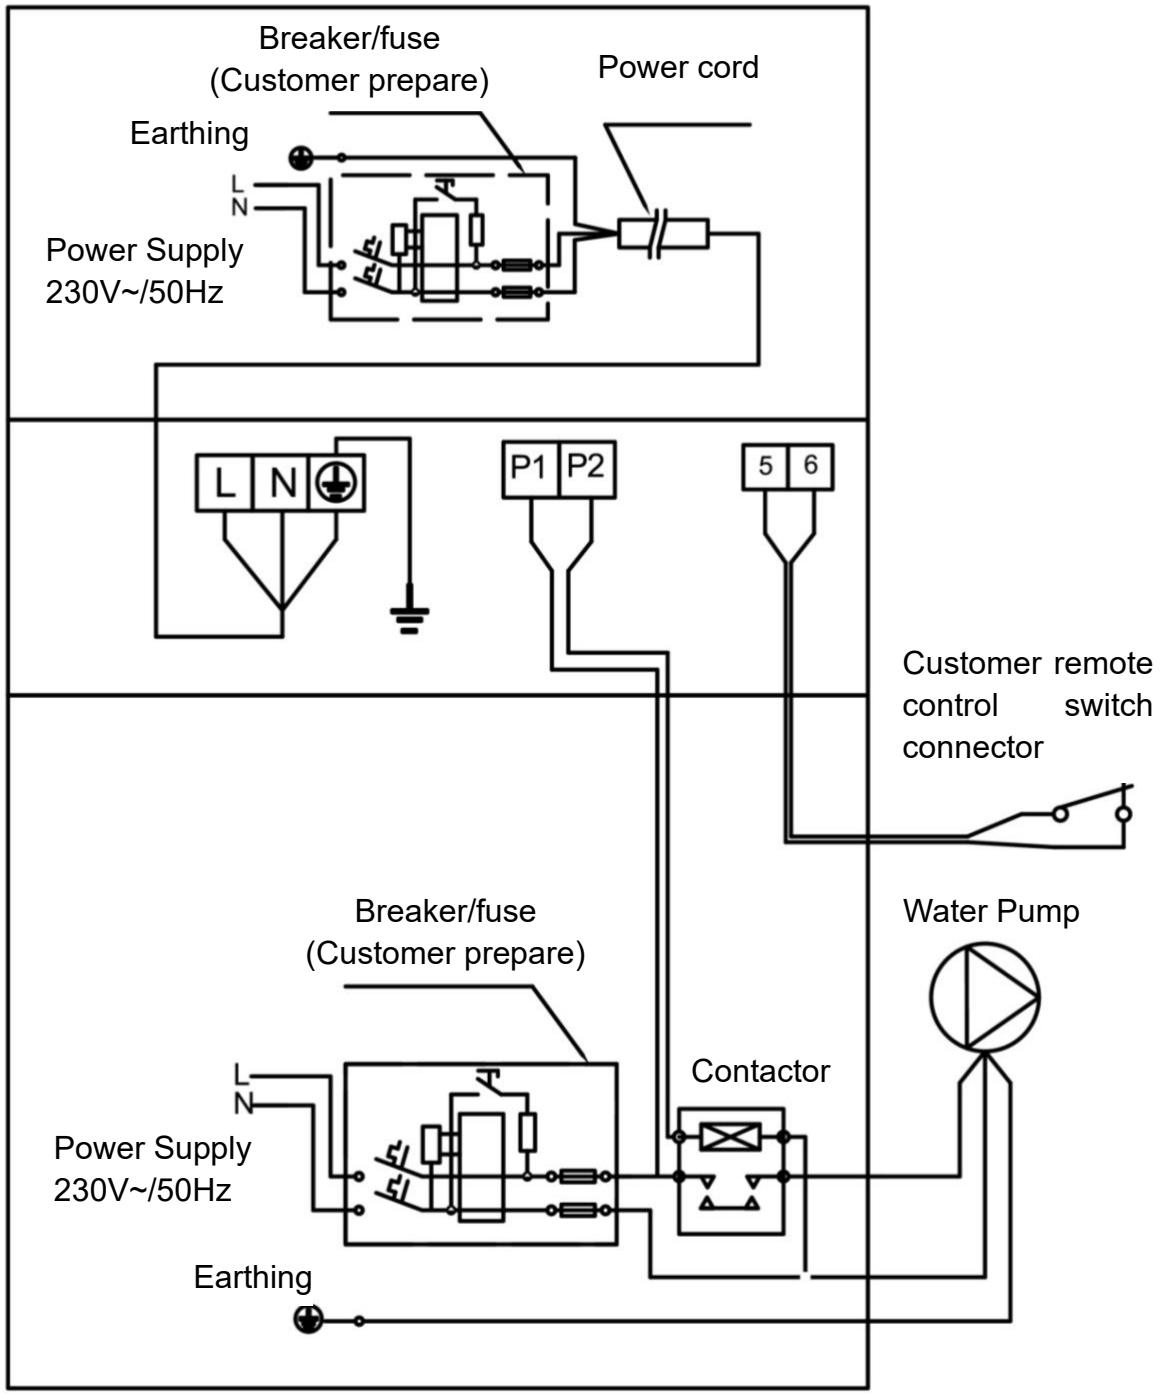 Breaker/fuse
(Customer prepare)
Power cord
Earthing
L
N
Power Supply
230V~/50Hz
L N
P1 P2
5 6
Customer remote
control switch
connector
Breaker/fuse
(Customer prepare)
Water Pump
Contactor
L
N
Power Supply
230V~/50Hz
Earthing